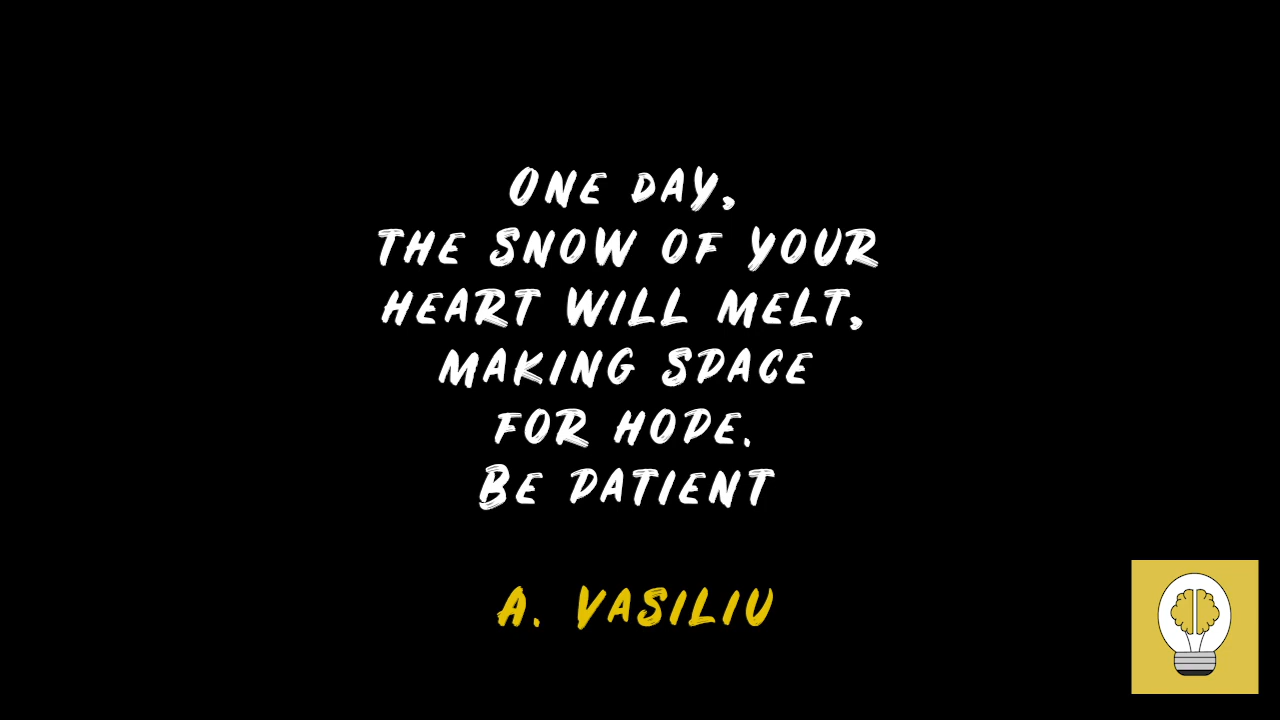 ONE DAY,
THE SNOW OF YOUR
HEART WILL MELT,
MAKING SPACE
FOR HOPE.
BE PATIENT
A. VASILIU